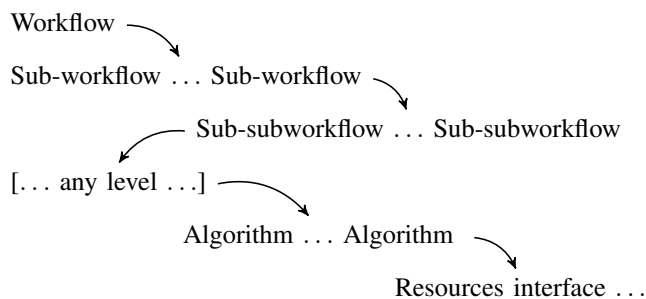 Workflow
Sub-workflow ... Sub-workflow
Sub-subworkflow ... Sub-subworkflow
[... any level ...]
Algorithm ... Algorithm
Resources interface ...